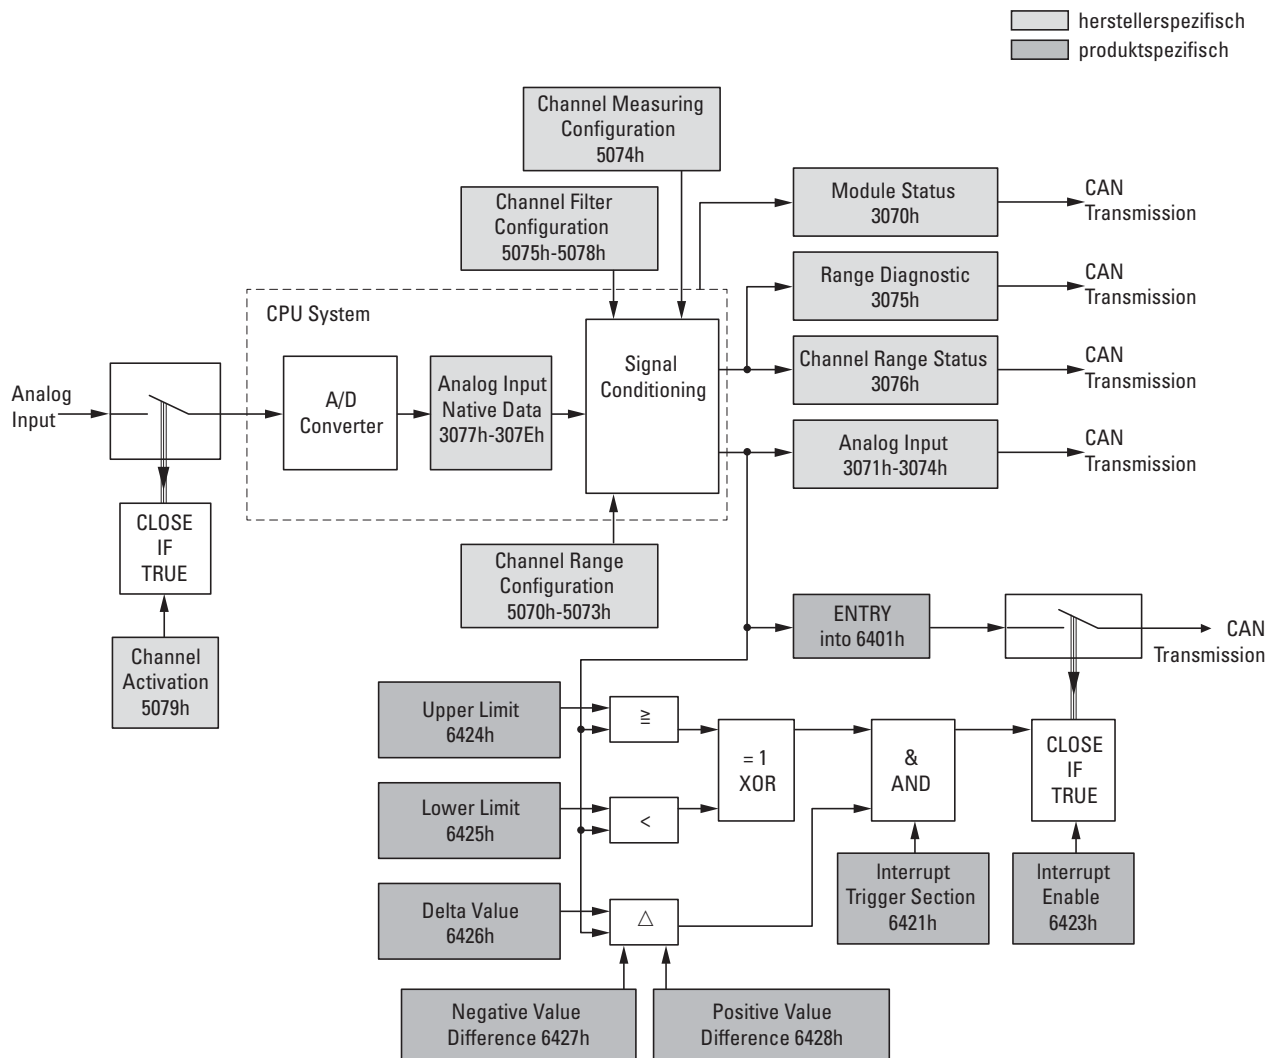 herstellerspezifisch
produktspezifisch
Channel Measuring
Configuration
5074h
Channel Filter
Configuration
5075h-5078h
Module Status
3070h
CAN
Transmission
Range Diagnostic
3075h
CAN
Transmission
CPU System
Channel Range Status
3076h
CAN
Transmission
Analog
Input
A/D
Converter
Analog Input
Native Data
3077h-307Eh
Signal
Conditioning
Analog Input
3071h-3074h
CAN
Transmission
CLOSE
IF
TRUE
Channel Range
Configuration
5070h-5073h
Channel
Activation
5079h
ENTRY
into 6401h
CAN
Transmission
Upper Limit
6424h
≧
= 1
XOR
&
AND
CLOSE
IF
TRUE
Lower Limit
6425h
<
Interrupt
Trigger Section
6421h
Interrupt
Enable
6423h
Delta Value
6426h
△
Negative Value
Difference 6427h
Positive Value
Difference 6428h